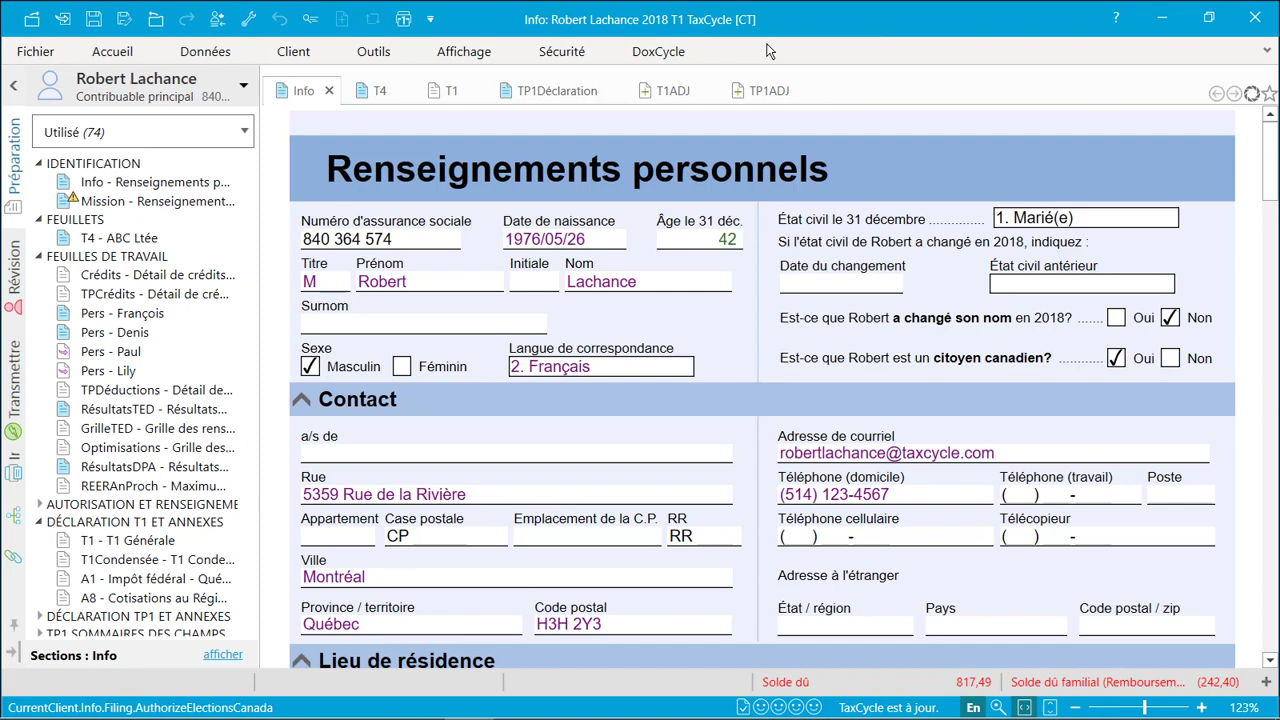 Info: Robert Lachance 2018 T1 TaxCycle [CT]
?
Fichier Accueil Données Client Outils Affichage Sécurité DoxCycle
Robert Lachance
Contribuable principal 840...
Info T4 T1 TP1Déclaration T1ADJ TP1ADJ
Utilisé (74)
Préparation
Révision
Transmettre
Ir
IDENTIFICATION
Info - Renseignements p...
Mission - Renseignement...
FEUILLETS
T4 - ABC Ltée
FEUILLES DE TRAVAIL
Crédits - Détail de crédits...
TPCrédits - Détail de cré...
Pers - François
Pers - Denis
Pers - Paul
Pers - Lily
TPDéductions - Détail de...
RésultatsTED - Résultats...
GrilleTED - Grille des rens...
Optimisations - Grille des...
RésultatsDPA - Résultats...
REERAnProch - Maximu...
AUTORISATION ET RENSEIGNEME
DÉCLARATION T1 ET ANNEXES
T1 - T1 Générale
T1Condensée - T1 Conde...
A1 - Impôt fédéral - Qué...
A8 - Cotisations au Régi...
DÉCLARATION TP1 ET ANNEXES
TP1 SOMMAIRES DES CHAMPS
Sections : Info afficher
Renseignements personnels
Numéro d'assurance sociale Date de naissance Âge le 31 déc.
840 364 574 1976/05/26 42
Titre Prénom Initiale Nom
M Robert Lachance
Surnom
Sexe Langue de correspondance
Masculin Féminin 2. Français
État civil le 31 décembre .............. 1. Marié(e)
Si l'état civil de Robert a changé en 2018, indiquez :
Date du changement État civil antérieur
Est-ce que Robert a changé son nom en 2018? ....... Oui Non
Est-ce que Robert est un citoyen canadien? ............ Oui Non
Contact
a/s de
Rue
5359 Rue de la Rivière
Appartement Case postale Emplacement de la C.P. RR
CP RR
Ville
Montréal
Province / territoire Code postal
Québec H3H 2Y3
Adresse de courriel
robertlachance@taxcycle.com
Téléphone (domicile) Téléphone (travail) Poste
(514) 123-4567 ( ) -
Téléphone cellulaire Télécopieur
( ) - ( ) -
Adresse à l'étranger
État / région Pays Code postal / zip
Lieu de résidence
Solde dû 817,49 Solde dû familial (Remboursem... (242,40)
CurrentClient.Info.Filing.AuthorizeElectionsCanada TaxCycle est à jour. En 123%